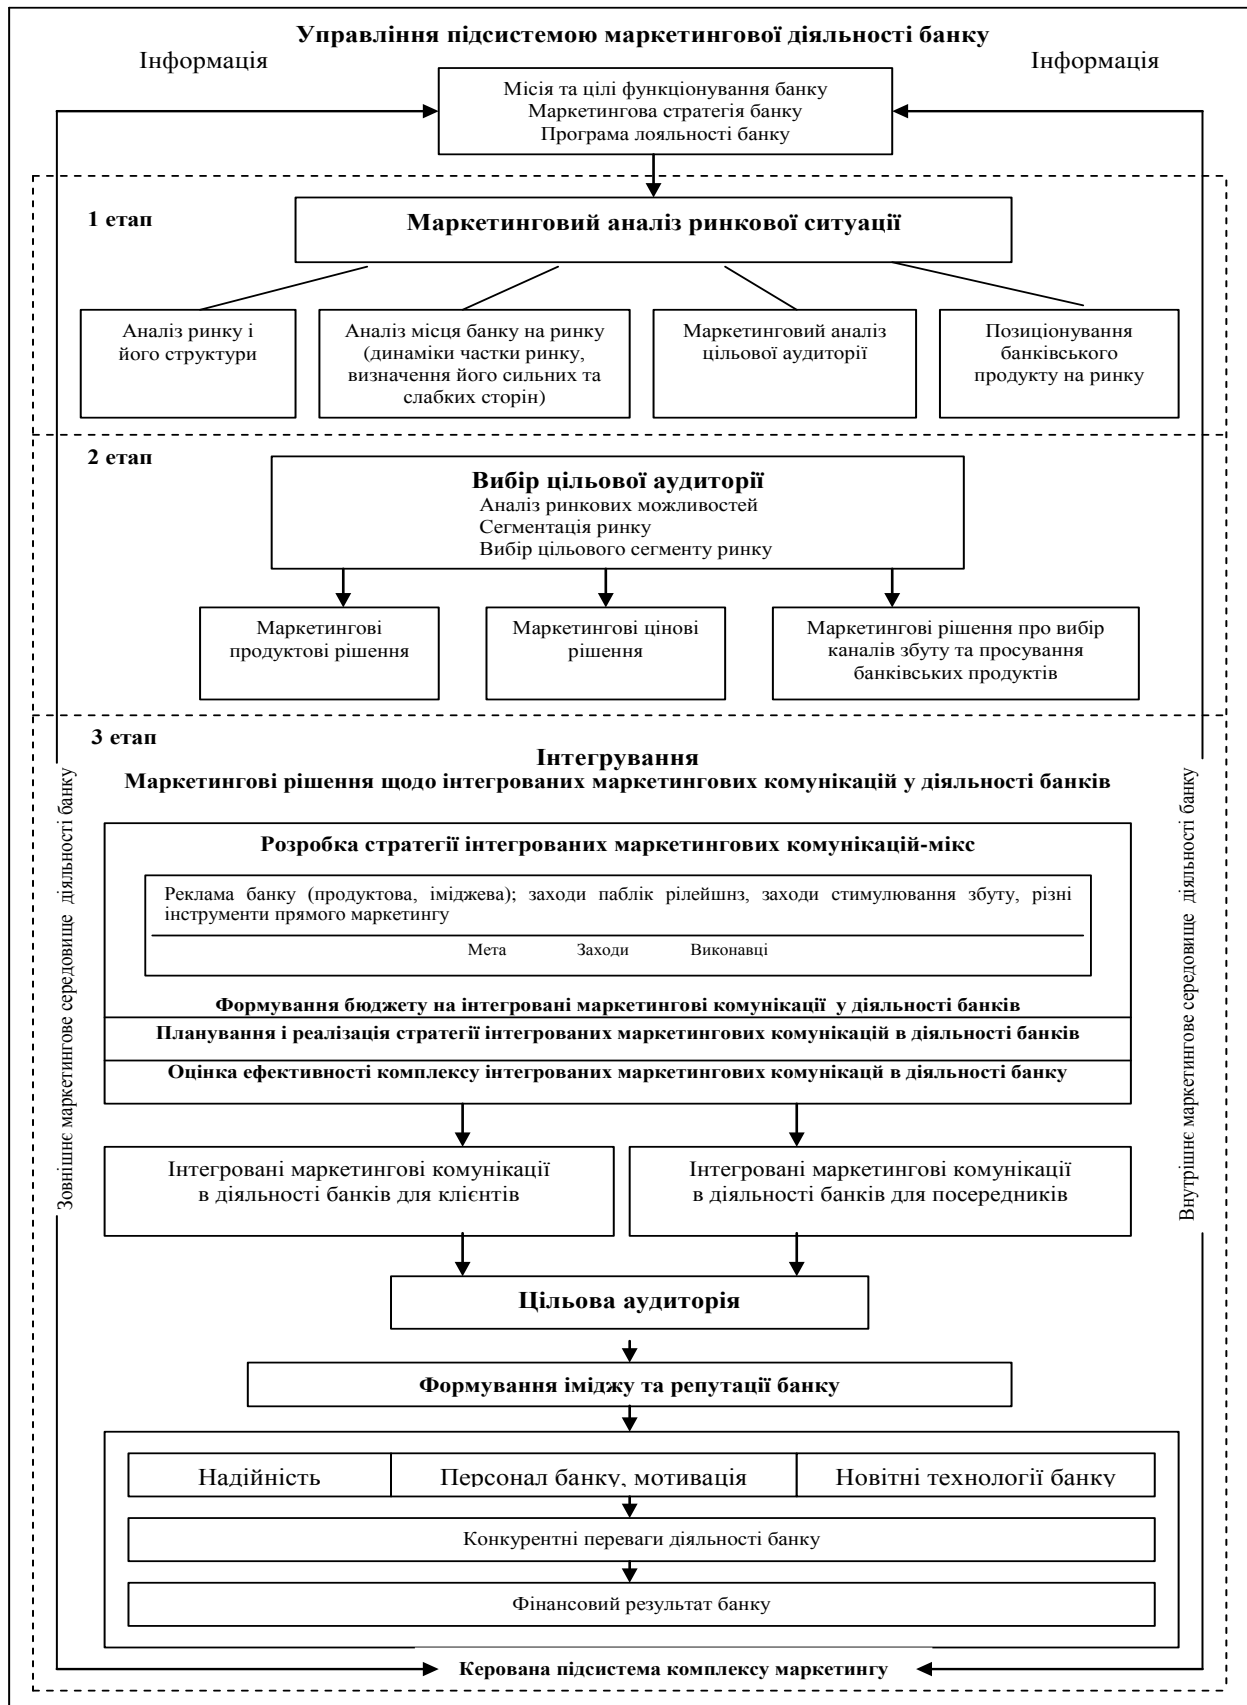 Управління підсистемою маркетингової діяльності банку
Інформація
Інформація
Місія та цілі функціонування банку
Маркетингова стратегія банку
Програма лояльності банку
1 етап
Маркетинговий аналіз ринкової ситуації
Аналіз ринку і
його структури
Аналіз місця банку на ринку
(динаміки частки ринку,
визначення його сильних та
слабких сторін)
Маркетинговий аналіз
цільової аудиторії
Позиціонування
банківського
продукту на ринку
2 етап
Вибір цільової аудиторії
Аналіз ринкових можливостей
Сегментація ринку
Вибір цільового сегменту ринку
Маркетингові
продуктові рішення
Маркетингові цінові
рішення
Маркетингові рішення про вибір
каналів збуту та просування
банківських продуктів
3 етап
Інтегрування
Маркетингові рішення щодо інтегрованих маркетингових комунікацій у діяльності банків
Зовнішнє маркетингове середовище діяльності банку
Внутрішнє маркетингове середовище діяльності банку
Розробка стратегії інтегрованих маркетингових комунікацій-мікс
Реклама банку (продуктова, іміджева); заходи паблік рілейшнз, заходи стимулювання збуту, різні
інструменти прямого маркетингу
Мета Заходи Виконавці
Формування бюджету на інтегровані маркетингові комунікації у діяльності банків
Планування і реалізація стратегії інтегрованих маркетингових комунікацій в діяльності банків
Оцінка ефективності комплексу інтегрованих маркетингових комунікацй в діяльності банку
Інтегровані маркетингові комунікації
в діяльності банків для клієнтів
Інтегровані маркетингові комунікації
в діяльності банків для посередників
Цільова аудиторія
Формування іміджу та репутації банку
Надійність
Персонал банку, мотивація
Новітні технології банку
Конкурентні переваги діяльності банку
Фінансовий результат банку
Керована підсистема комплексу маркетингу